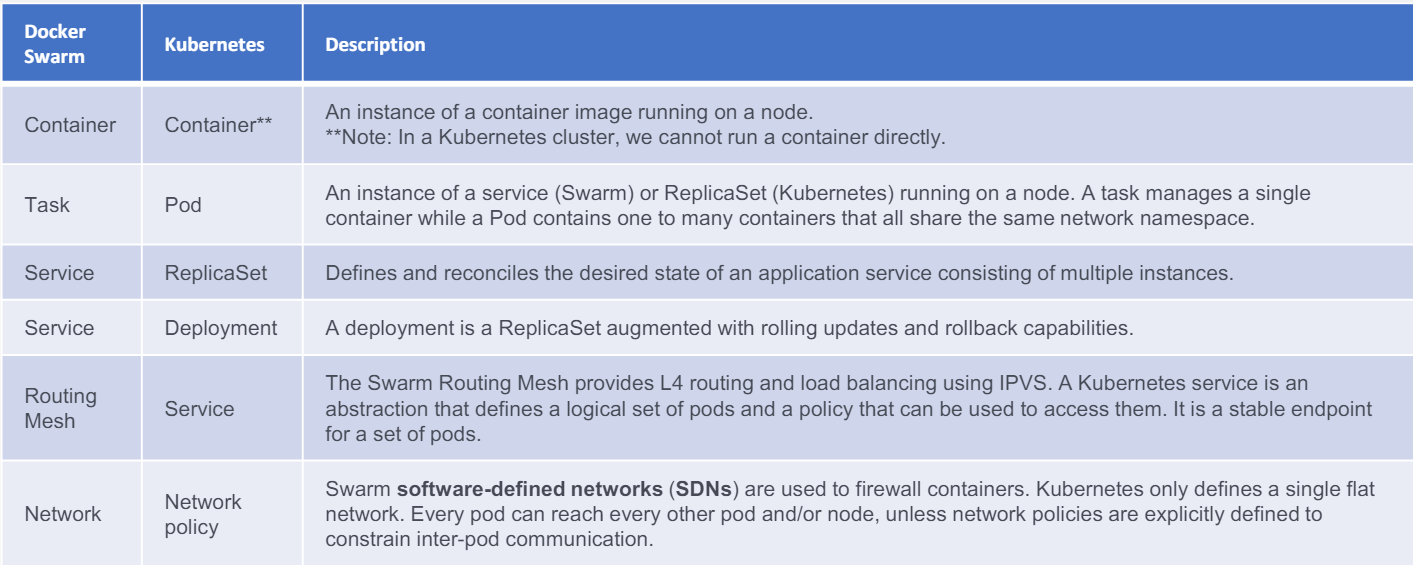 Docker
Swarm
Kubernetes
Description
Container
Container**
An instance of a container image running on a node.
**Note: In a Kubernetes cluster, we cannot run a container directly.
Task
Pod
An instance of a service (Swarm) or ReplicaSet (Kubernetes) running on a node. A task manages a single
container while a Pod contains one to many containers that all share the same network namespace.
Service
ReplicaSet
Defines and reconciles the desired state of an application service consisting of multiple instances.
Service
Deployment
A deployment is a ReplicaSet augmented with rolling updates and rollback capabilities.
Routing
Mesh
Service
The Swarm Routing Mesh provides L4 routing and load balancing using IPVS. A Kubernetes service is an
abstraction that defines a logical set of pods and a policy that can be used to access them. It is a stable endpoint
for a set of pods.
Network
Network
policy
Swarm software-defined networks (SDNs) are used to firewall containers. Kubernetes only defines a single flat
network. Every pod can reach every other pod and/or node, unless network policies are explicitly defined to
constrain inter-pod communication.